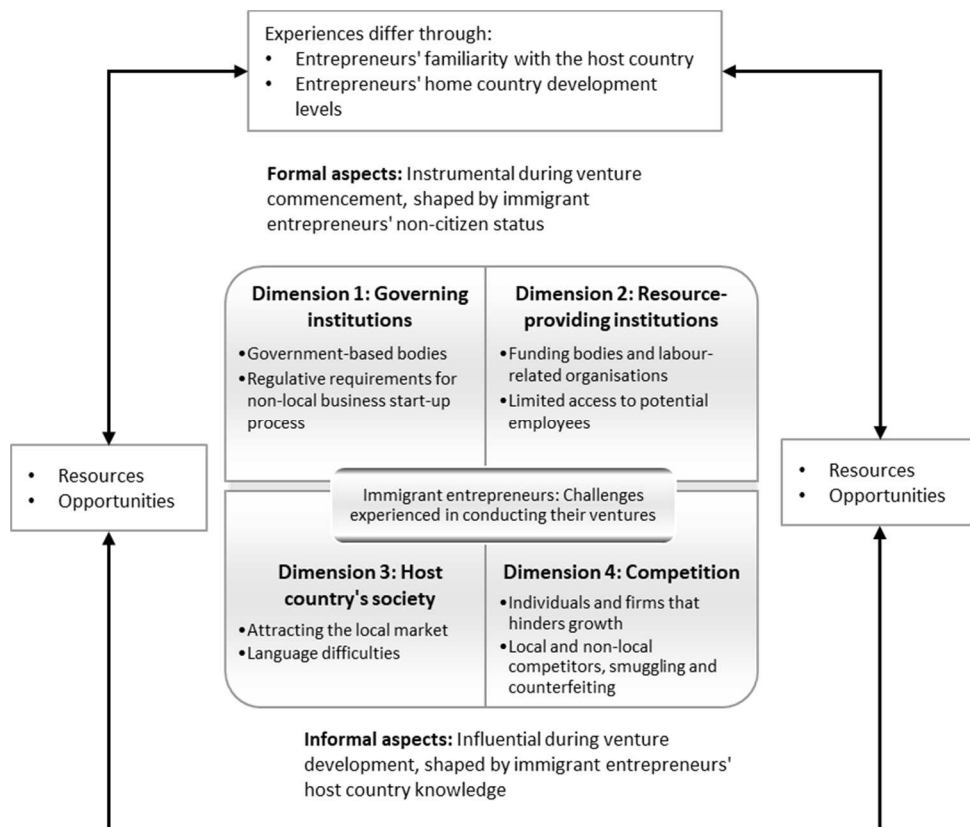 Experiences differ through:
• Entrepreneurs' familiarity with the host country
• Entrepreneurs' home country development
levels
Formal aspects: Instrumental during venture
commencement, shaped by immigrant
entrepreneurs' non-citizen status
Dimension 1: Governing
institutions
•Government-based bodies
•Regulative requirements for
non-local business start-up
process
Dimension 2: Resource-
providing institutions
•Funding bodies and labour-
related organisations
•Limited access to potential
employees
• Resources
• Opportunities
Immigrant entrepreneurs: Challenges
experienced in conducting their ventures
• Resources
• Opportunities
Dimension 3: Host
country's society
•Attracting the local market
•Language difficulties
Dimension 4: Competition
•Individuals and firms that
hinders growth
•Local and non-local
competitors, smuggling and
counterfeiting
Informal aspects: Influential during venture
development, shaped by immigrant entrepreneurs'
host country knowledge